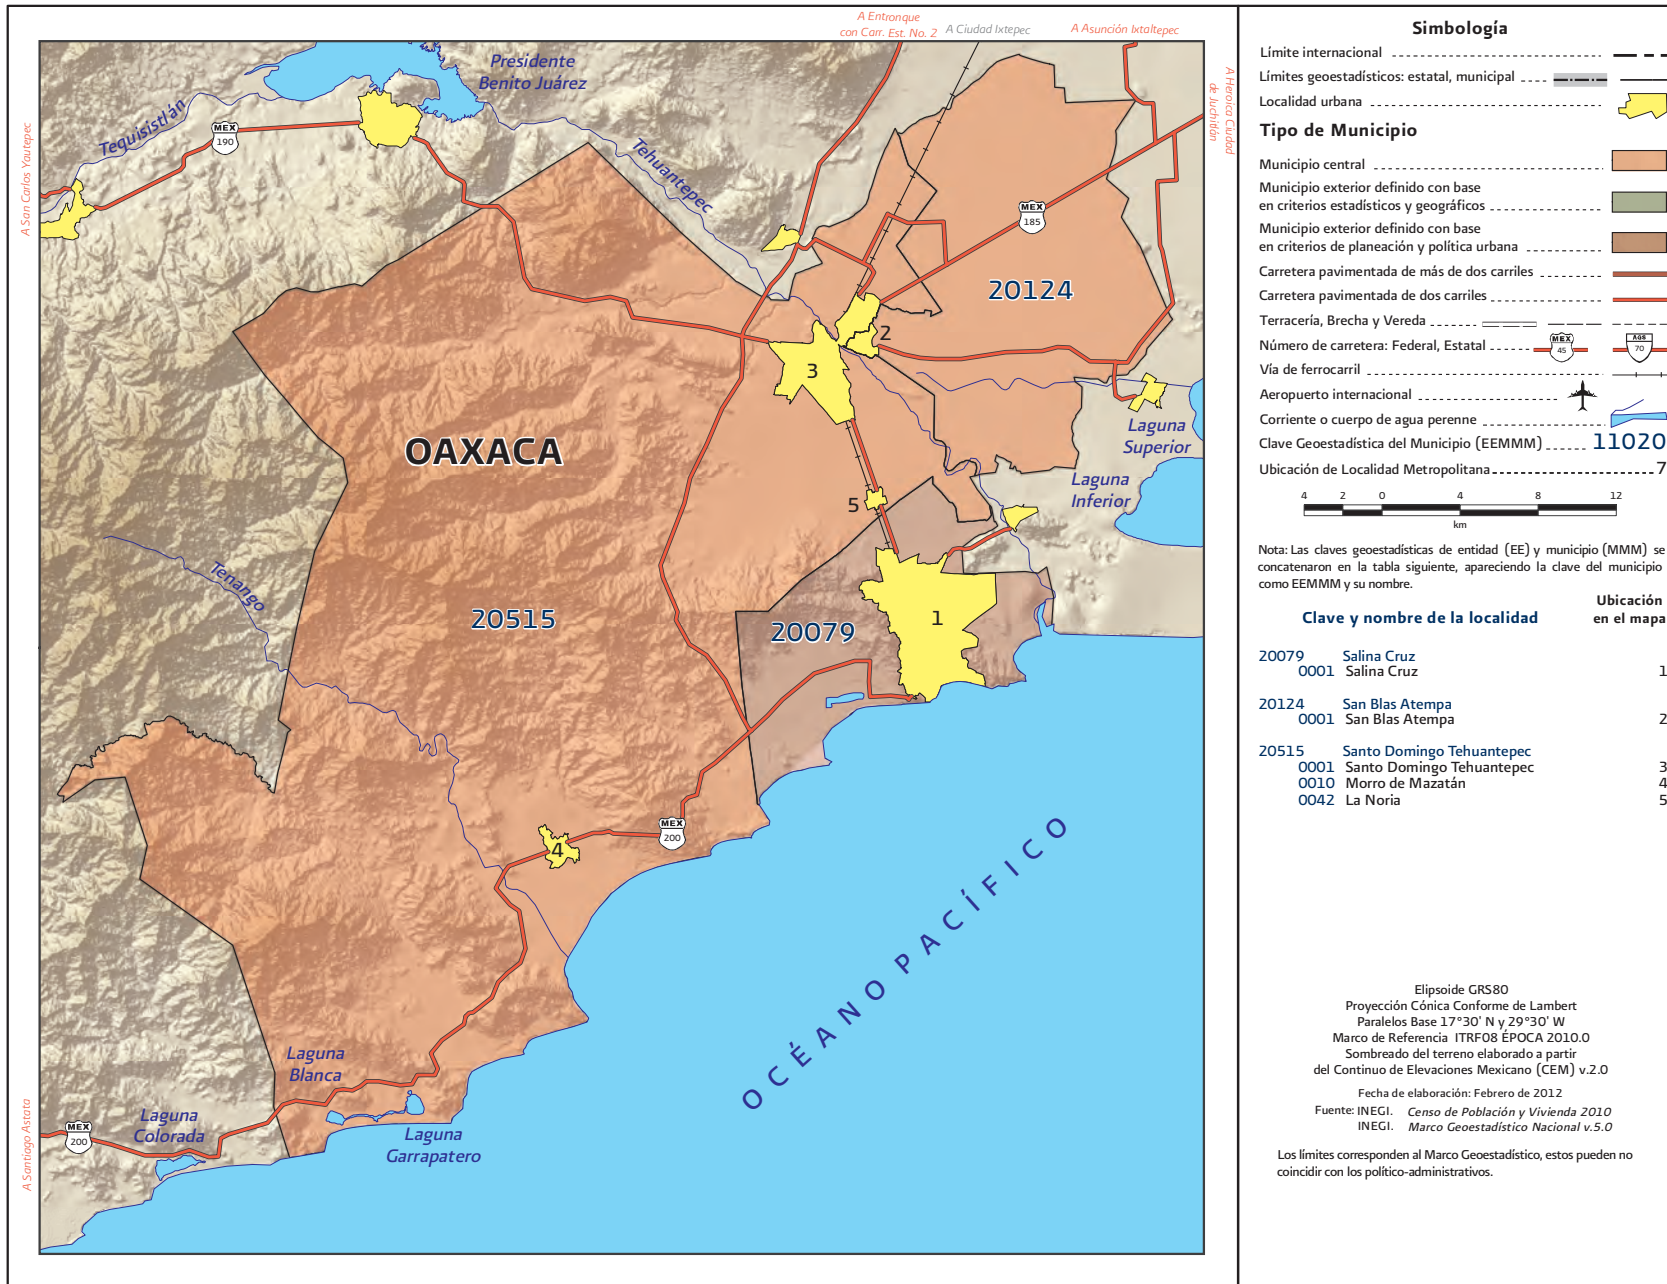 A Entronque
con Carr. Est. No. 2
A Ciudad Ixtepec
A Asunción Ixtaltepec
A Heroica Ciudad
de Juchitlán
A San Carlos Yautepec
A Santiago Astata
Presidente
Benito Juárez
Tequisistlán
MEX
190
Tehuantepec
MEX
185
20124
2
3
OAXACA
Laguna
Superior
Laguna
Inferior
5
Tenango
20515
20079
1
4
MEX
200
OCÉANO PACÍFICO
Laguna
Blanca
Laguna
Colorada
MEX
200
Laguna
Garrapatero
Simbología
Límite internacional
Límites geoestadísticos: estatal, municipal
Localidad urbana
Tipo de Municipio
Municipio central
Municipio exterior definido con base
en criterios estadísticos y geográficos
Municipio exterior definido con base
en criterios de planeación y política urbana
Carretera pavimentada de más de dos carriles
Carretera pavimentada de dos carriles
Terracería, Brecha y Vereda
Número de carretera: Federal, Estatal MEX 45 AGS 70
Vía de ferrocarril
Aeropuerto internacional
Corriente o cuerpo de agua perenne
Clave Geoestadística del Municipio (EEMMM) 11020
Ubicación de Localidad Metropolitana 7
4 2 0 4 8 12
km
Nota: Las claves geoestadísticas de entidad (EE) y municipio (MMM) se
concatenaron en la tabla siguiente, apareciendo la clave del municipio
como EEMMM y su nombre.
Clave y nombre de la localidad
Ubicación
en el mapa
20079 Salina Cruz
0001 Salina Cruz 1
20124 San Blas Atempa
0001 San Blas Atempa 2
20515 Santo Domingo Tehuantepec
0001 Santo Domingo Tehuantepec 3
0010 Morro de Mazatán 4
0042 La Noria 5
Elipsoide GRS80
Proyección Cónica Conforme de Lambert
Paralelos Base 17°30' N y 29°30' W
Marco de Referencia ITRF08 ÉPOCA 2010.0
Sombreado del terreno elaborado a partir
del Continuo de Elevaciones Mexicano (CEM) v.2.0
Fecha de elaboración: Febrero de 2012
Fuente: INEGI. Censo de Población y Vivienda 2010
INEGI. Marco Geoestadístico Nacional v.5.0
Los límites corresponden al Marco Geoestadístico, estos pueden no
coincidir con los político-administrativos.